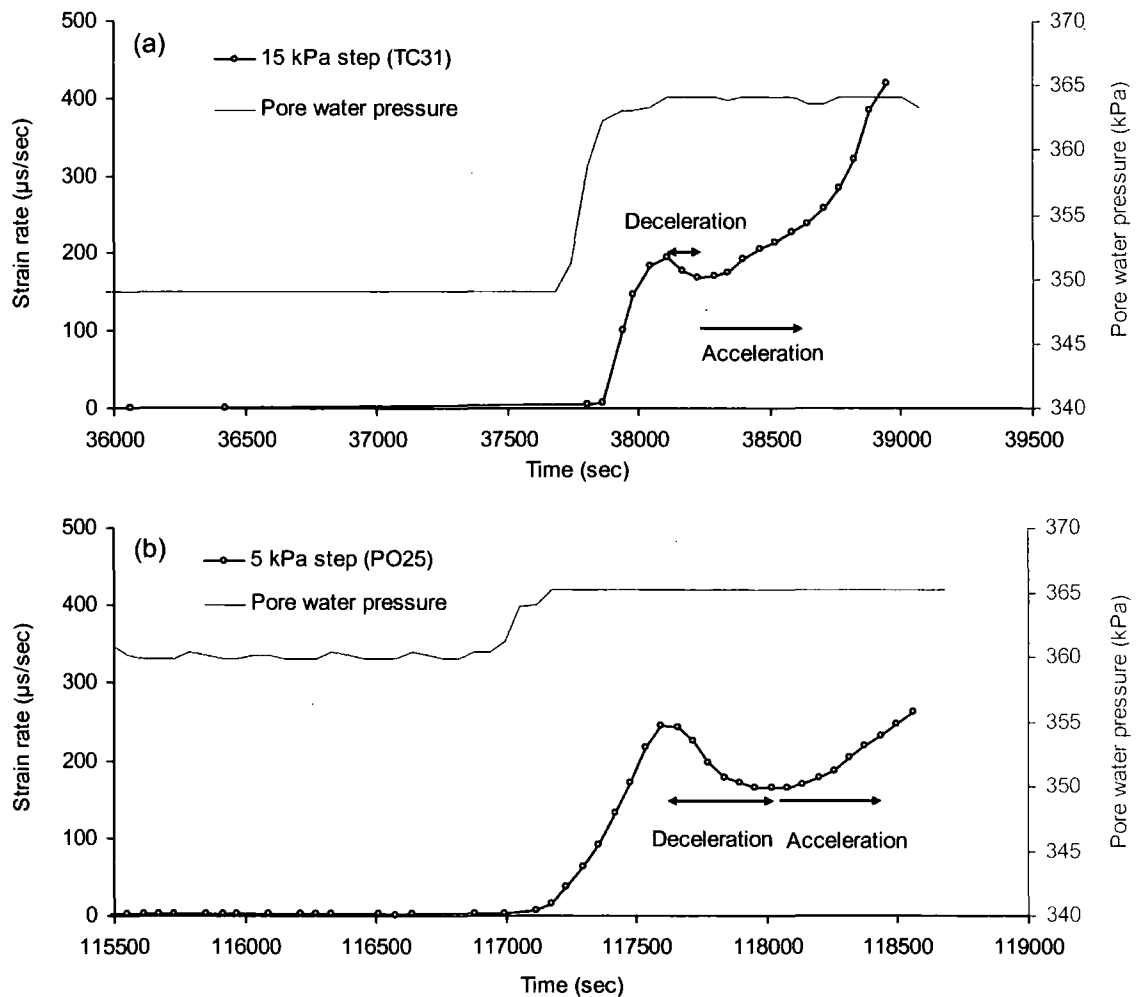 (a)
15 kPa step (TC31)
Pore water pressure
Strain rate (µs/sec)
500
400
300
200
100
0
Pore water pressure (kPa)
370
365
360
355
350
345
340
Deceleration
Acceleration
36000 36500 37000 37500 38000 38500 39000 39500
Time (sec)
(b)
5 kPa step (PO25)
Pore water pressure
Strain rate (µs/sec)
500
400
300
200
100
0
Pore water pressure (kPa)
370
365
360
355
350
345
340
Deceleration Acceleration
115500 116000 116500 117000 117500 118000 118500 119000
Time (sec)